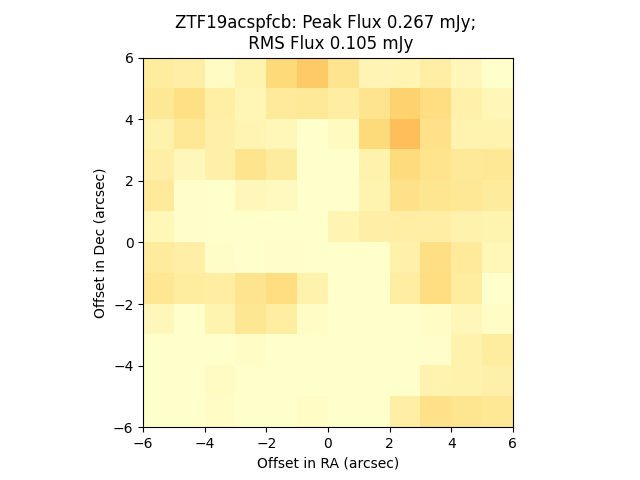 ZTF19acspfcb: Peak Flux 0.267 mJy;
RMS Flux 0.105 mJy
6
4
2
0
−2
−4
−6
Offset in Dec (arcsec)
−6 −4 −2 0 2 4 6
Offset in RA (arcsec)